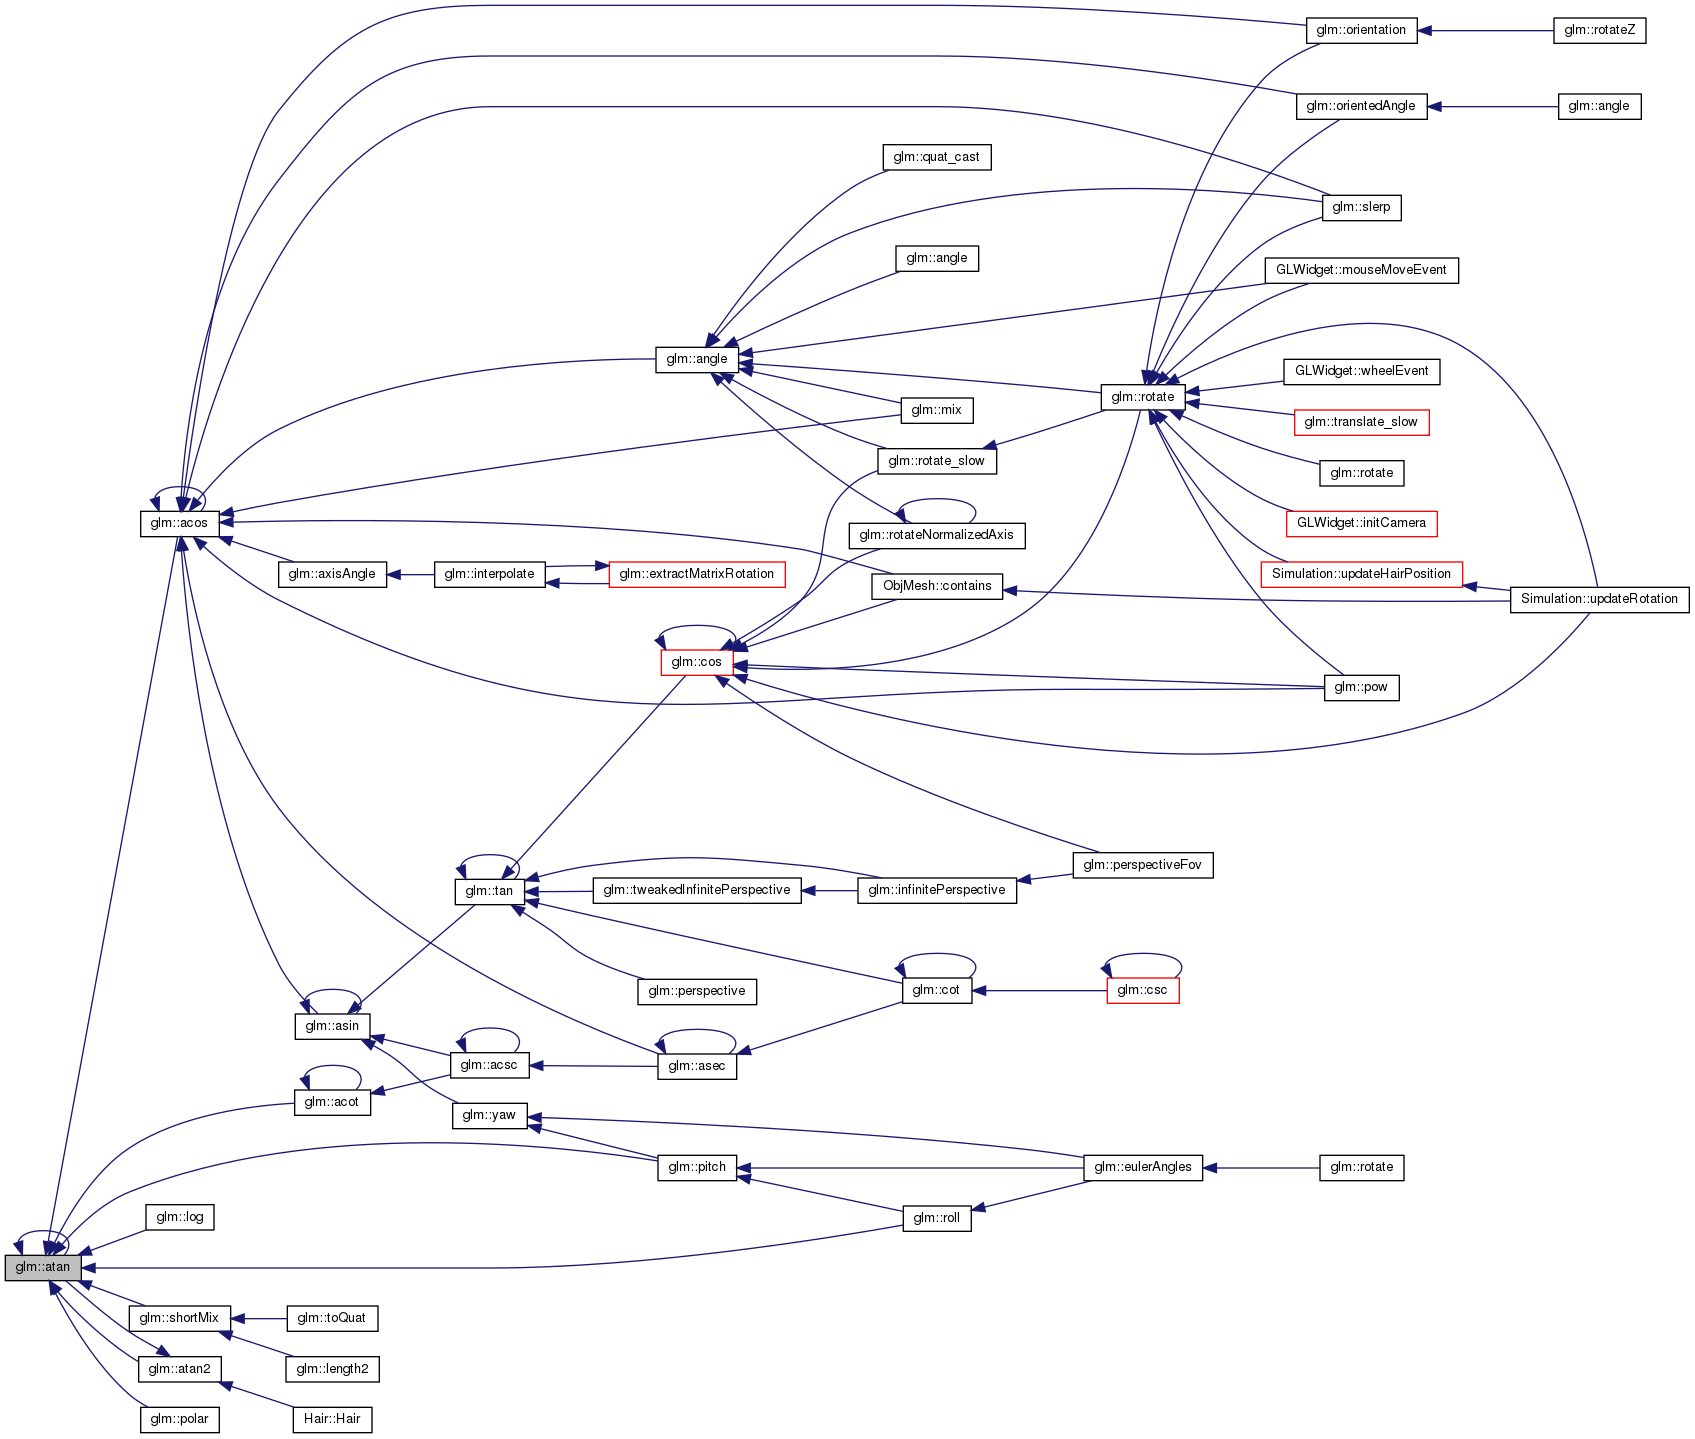 glm::orientation
glm::rotateZ
glm::orientedAngle
glm::angle
glm::quat_cast
glm::slerp
glm::angle
GLWidget::mouseMoveEvent
glm::angle
GLWidget::wheelEvent
glm::rotate
glm::mix
glm::translate_slow
glm::rotate_slow
glm::rotate
glm::acos
GLWidget::initCamera
glm::rotateNormalizedAxis
glm::axisAngle
glm::interpolate
glm::extractMatrixRotation
Simulation::updateHairPosition
ObjMesh::contains
Simulation::updateRotation
glm::cos
glm::pow
glm::perspectiveFov
glm::tan
glm::tweakedInfinitePerspective
glm::infinitePerspective
glm::perspective
glm::cot
glm::csc
glm::asin
glm::acsc
glm::asec
glm::acot
glm::yaw
glm::pitch
glm::eulerAngles
glm::rotate
glm::log
glm::roll
glm::atan
glm::shortMix
glm::toQuat
glm::atan2
glm::length2
glm::polar
Hair::Hair